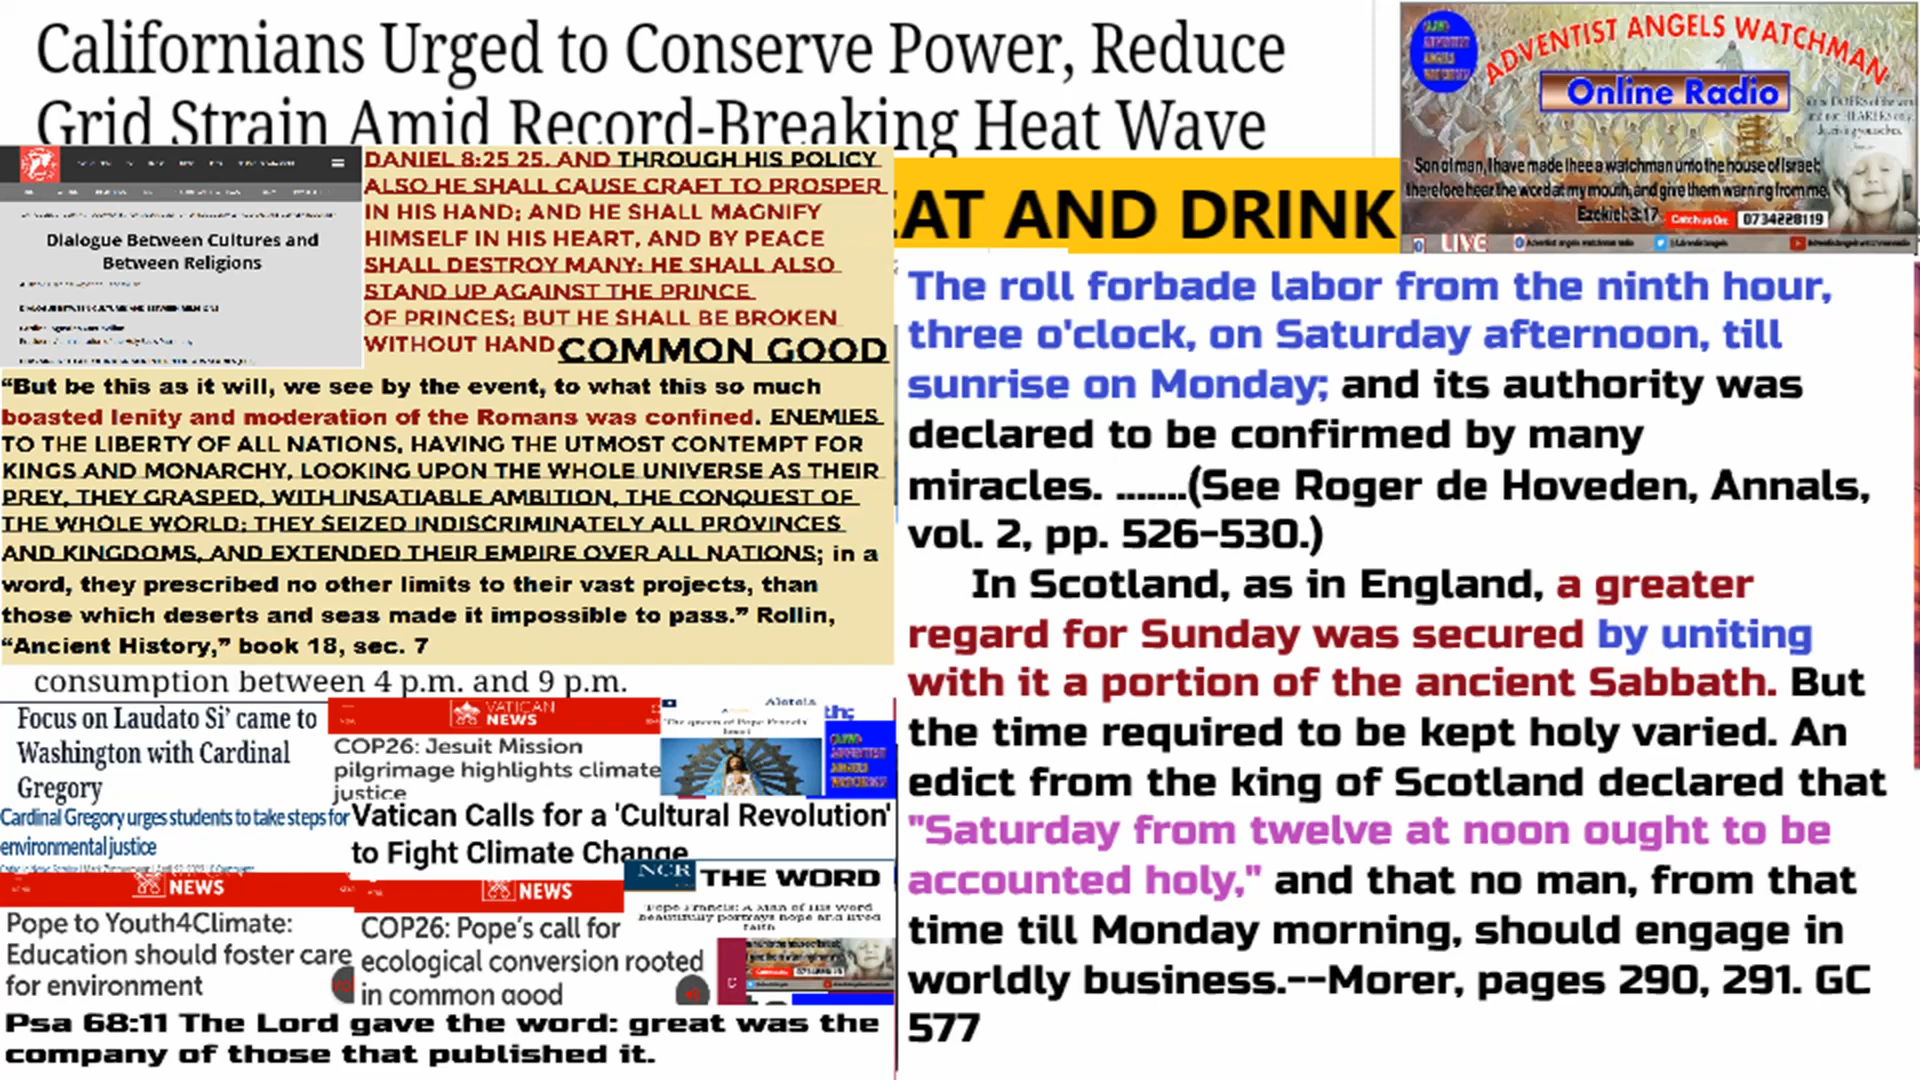 Californians Urged to Conserve Power, Reduce
Grid Strain Amid Record-Breaking Heat Wave
ADVENTIST ANGELS WATCHMAN
Online Radio
Son of man, I have made thee a watchman unto the house of Israel:
therefore hear the word at my mouth, and give them warning from me.
Ezekiel 3:17
0734228119
LIVE
EAT AND DRINK
Dialogue Between Cultures and
Between Religions
DANIEL 8:25 25. AND THROUGH HIS POLICY
ALSO HE SHALL CAUSE CRAFT TO PROSPER
IN HIS HAND; AND HE SHALL MAGNIFY
HIMSELF IN HIS HEART, AND BY PEACE
SHALL DESTROY MANY: HE SHALL ALSO
STAND UP AGAINST THE PRINCE
OF PRINCES; BUT HE SHALL BE BROKEN
WITHOUT HAND
COMMON GOOD
“But be this as it will, we see by the event, to what this so much
boasted lenity and moderation of the Romans was confined. ENEMIES
TO THE LIBERTY OF ALL NATIONS, HAVING THE UTMOST CONTEMPT FOR
KINGS AND MONARCHY, LOOKING UPON THE WHOLE UNIVERSE AS THEIR
PREY, THEY GRASPED, WITH INSATIABLE AMBITION, THE CONQUEST OF
THE WHOLE WORLD; THEY SEIZED INDISCRIMINATELY ALL PROVINCES
AND KINGDOMS, AND EXTENDED THEIR EMPIRE OVER ALL NATIONS; in a
word, they prescribed no other limits to their vast projects, than
those which deserts and seas made it impossible to pass.” Rollin,
“Ancient History,” book 18, sec. 7
consumption between 4 p.m. and 9 p.m.
Focus on Laudato Si’ came to
Washington with Cardinal
Gregory
VATICAN
NEWS
COP26: Jesuit Mission
pilgrimage highlights climate
justice
Aleteia
Cardinal Gregory urges students to take steps for
environmental justice
Vatican Calls for a 'Cultural Revolution'
to Fight Climate Change
NEWS
Pope to Youth4Climate:
Education should foster care
for environment
NEWS
COP26: Pope’s call for
ecological conversion rooted
in common good
NCR
THE WORD
Pope Francis: A Man of His Word
beautifully portrays hope and lived
faith
Psa 68:11 The Lord gave the word: great was the
company of those that published it.
The roll forbade labor from the ninth hour,
three o'clock, on Saturday afternoon, till
sunrise on Monday; and its authority was
declared to be confirmed by many
miracles. .......(See Roger de Hoveden, Annals,
vol. 2, pp. 526-530.)
In Scotland, as in England, a greater
regard for Sunday was secured by uniting
with it a portion of the ancient Sabbath. But
the time required to be kept holy varied. An
edict from the king of Scotland declared that
"Saturday from twelve at noon ought to be
accounted holy," and that no man, from that
time till Monday morning, should engage in
worldly business.--Morer, pages 290, 291. GC
577